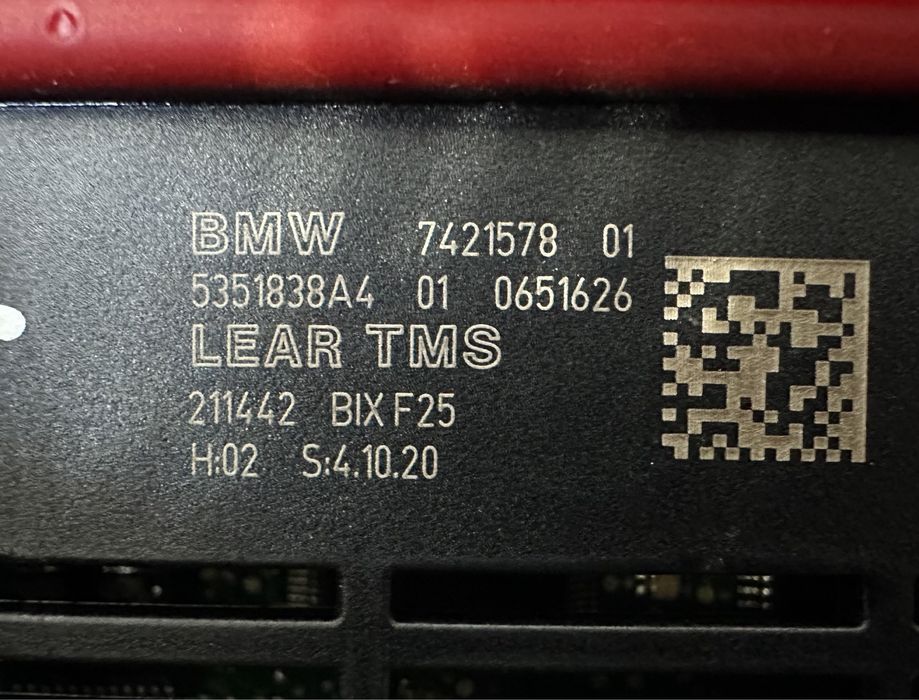 BMW 7421578 01
5351838A4 01 0651626
LEAR TMS
211442 BIX F25
H:02 S:4.10.20